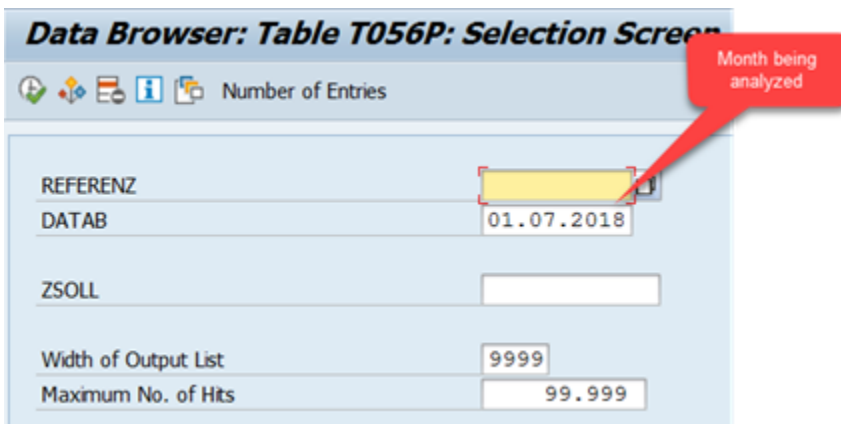 Data Browser: Table T056P: Selection Screen
Month being
analyzed
Number of Entries
REFERENZ
DATAB 01.07.2018
ZSOLL
Width of Output List 9999
Maximum No. of Hits 99.999